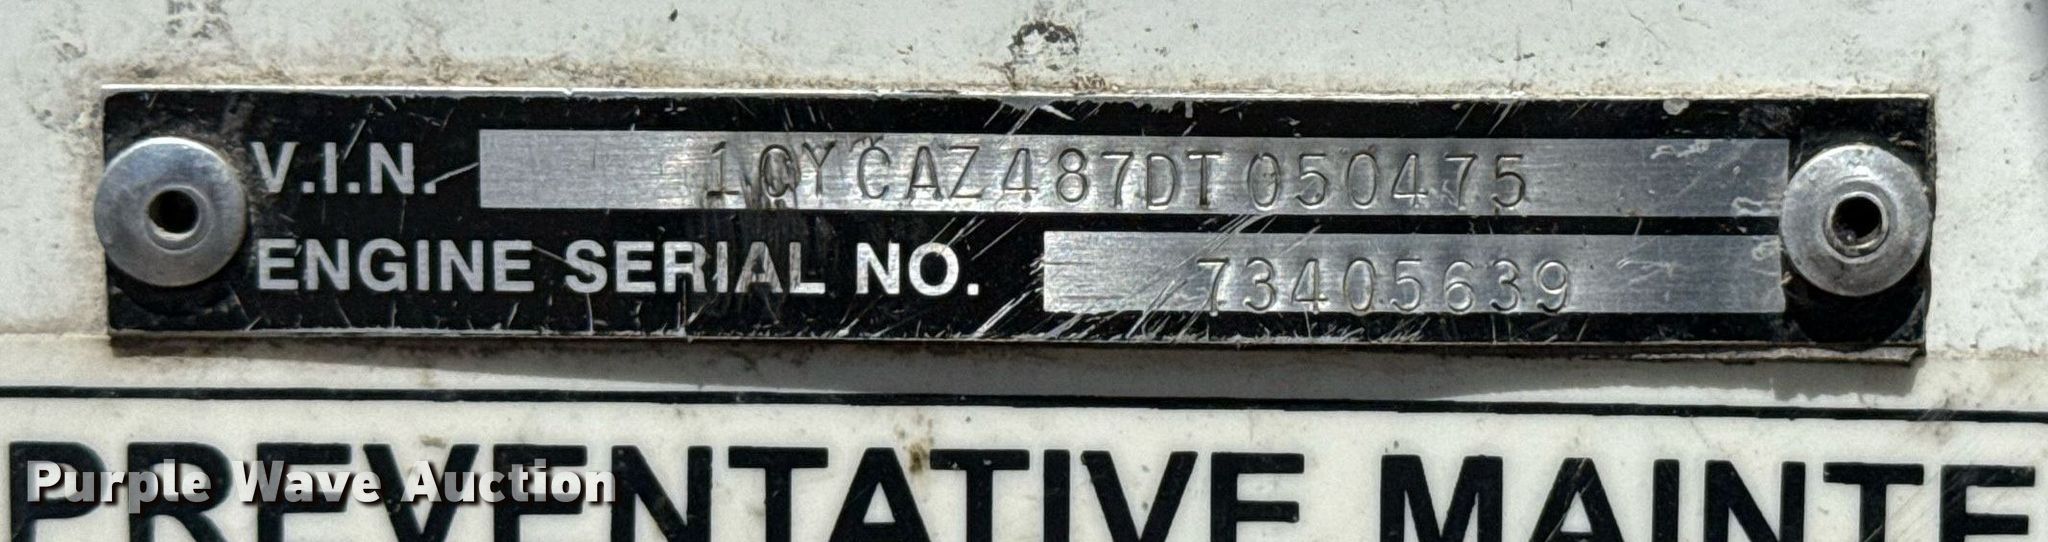 V.I.N. 1CYCAZ487DT050475
ENGINE SERIAL NO. 73405639
PREVENTATIVE MAINTE
Purple Wave Auction